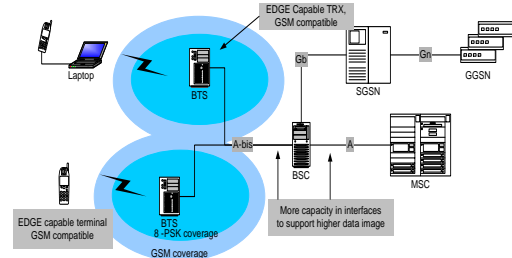 EDGE Capable TRX,
GSM compatible
Laptop
BTS
Gb
SGSN
Gn
GGSN
A-bis
BSC
A
MSC
BTS
8 -PSK coverage
GSM coverage
EDGE capable terminal
GSM compatible
More capacity in interfaces
to support higher data image